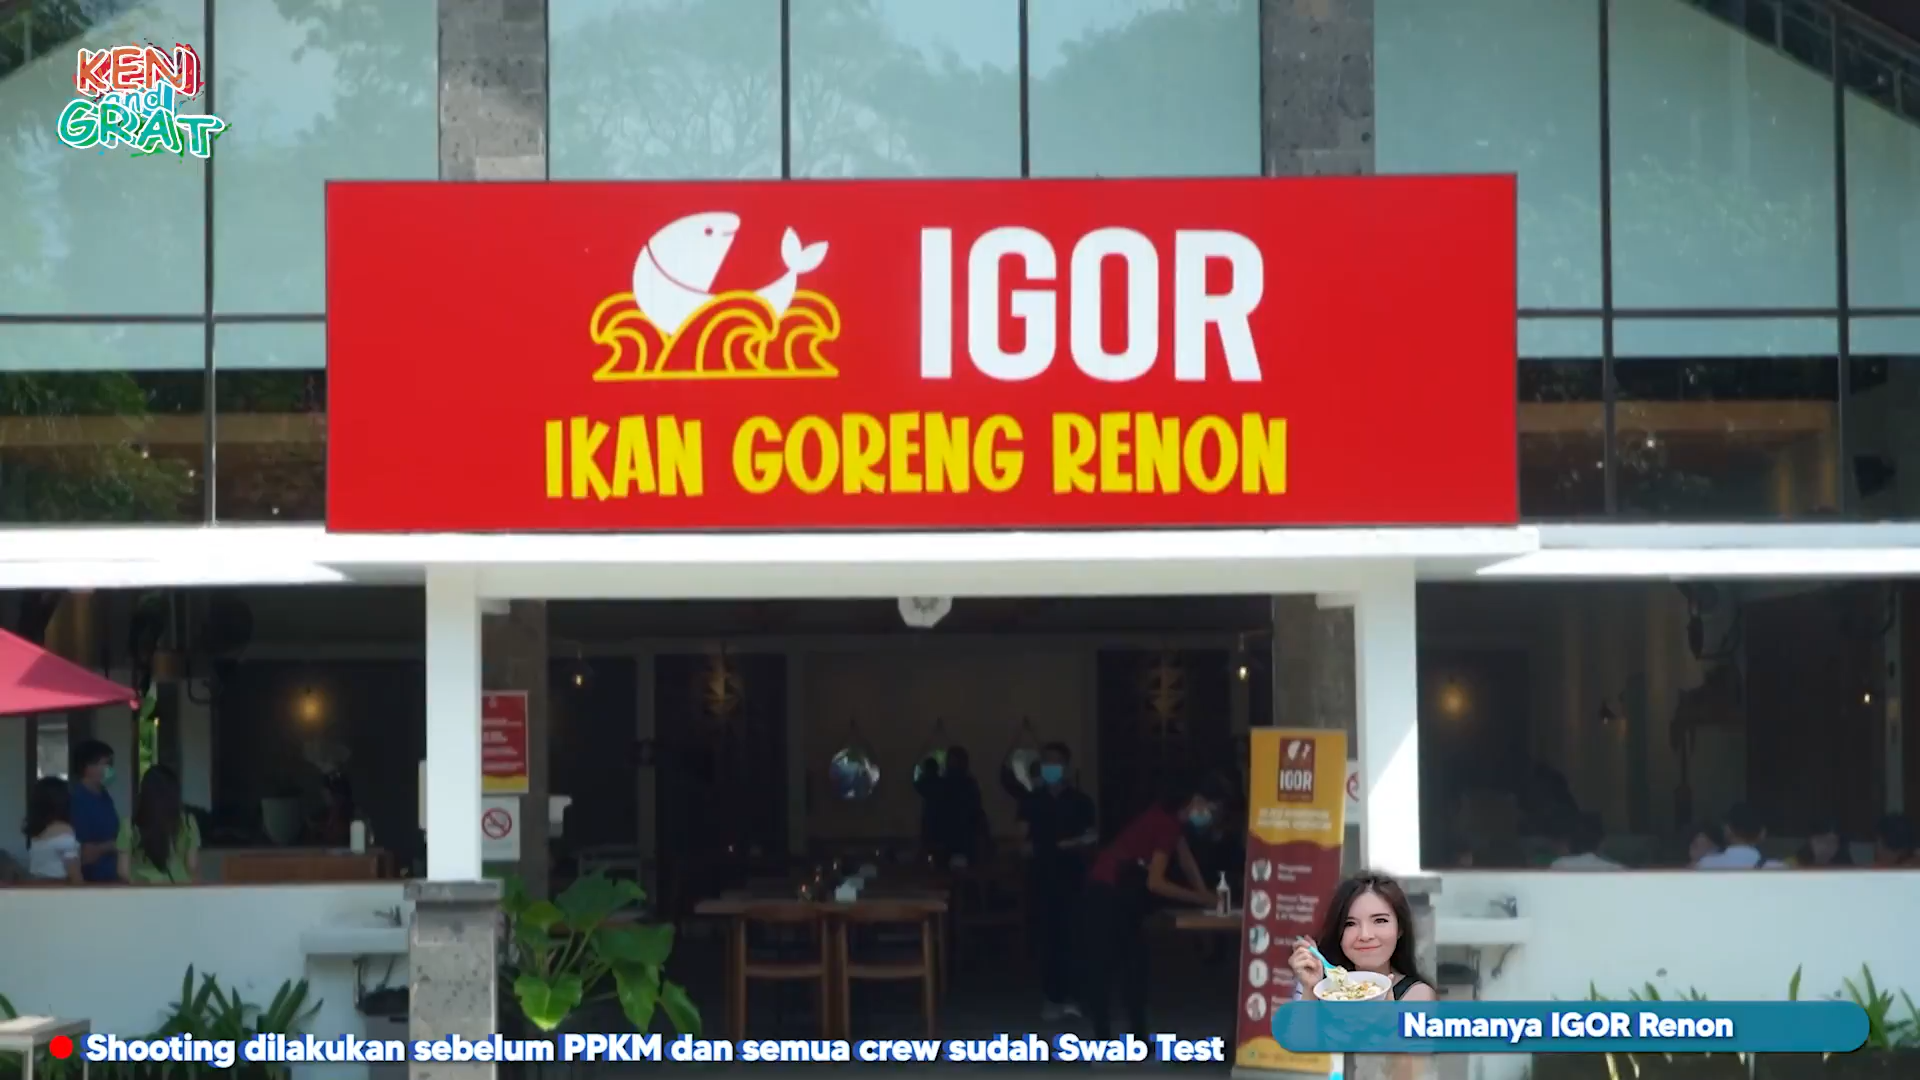 KEN
and
GRAT
IGOR
IKAN GORENG RENON
IGOR
Namanya IGOR Renon
Shooting dilakukan sebelum PPKM dan semua crew sudah Swab Test